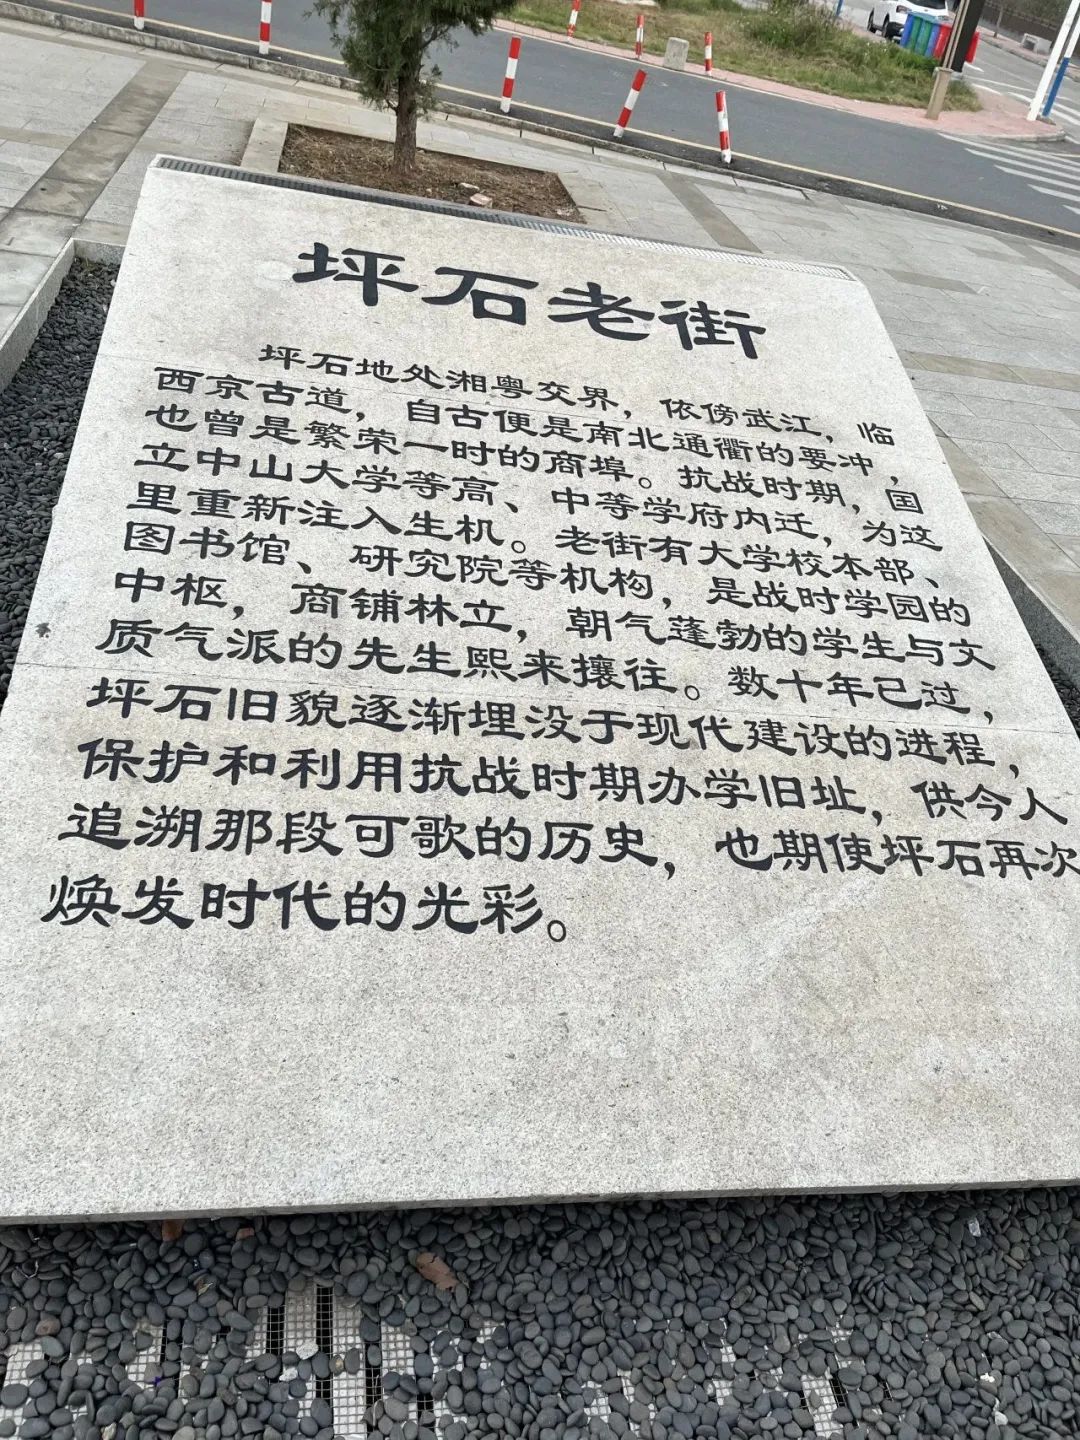 坪石老街
坪石地处湘粤交界，依傍武江，临
西京古道，自古便是南北通衢的要冲，
也曾是繁荣一时的商埠。抗战时期，国
立中山大学等高、中等学府内迁，为这
里重新注入生机。老街有大学校本部、
图书馆、研究院等机构，是战时学园的
中枢，商铺林立，朝气蓬勃的学生与文
质气派的先生熙来攘往。数十年已过，
坪石旧貌逐渐埋没于现代建设的进程，
保护和利用抗战时期办学旧址，供今人
追溯那段可歌的历史，也期使坪石再次
焕发时代的光彩。